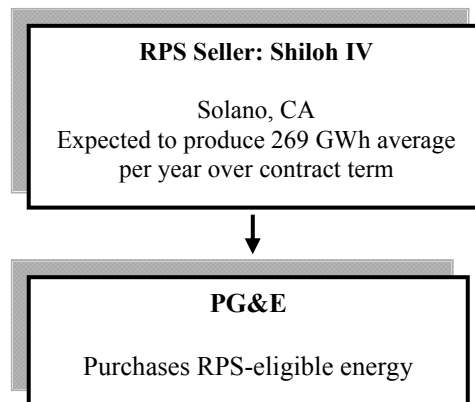 RPS Seller: Shiloh IV
Solano, CA
Expected to produce 269 GWh average
per year over contract term
PG&E
Purchases RPS-eligible energy